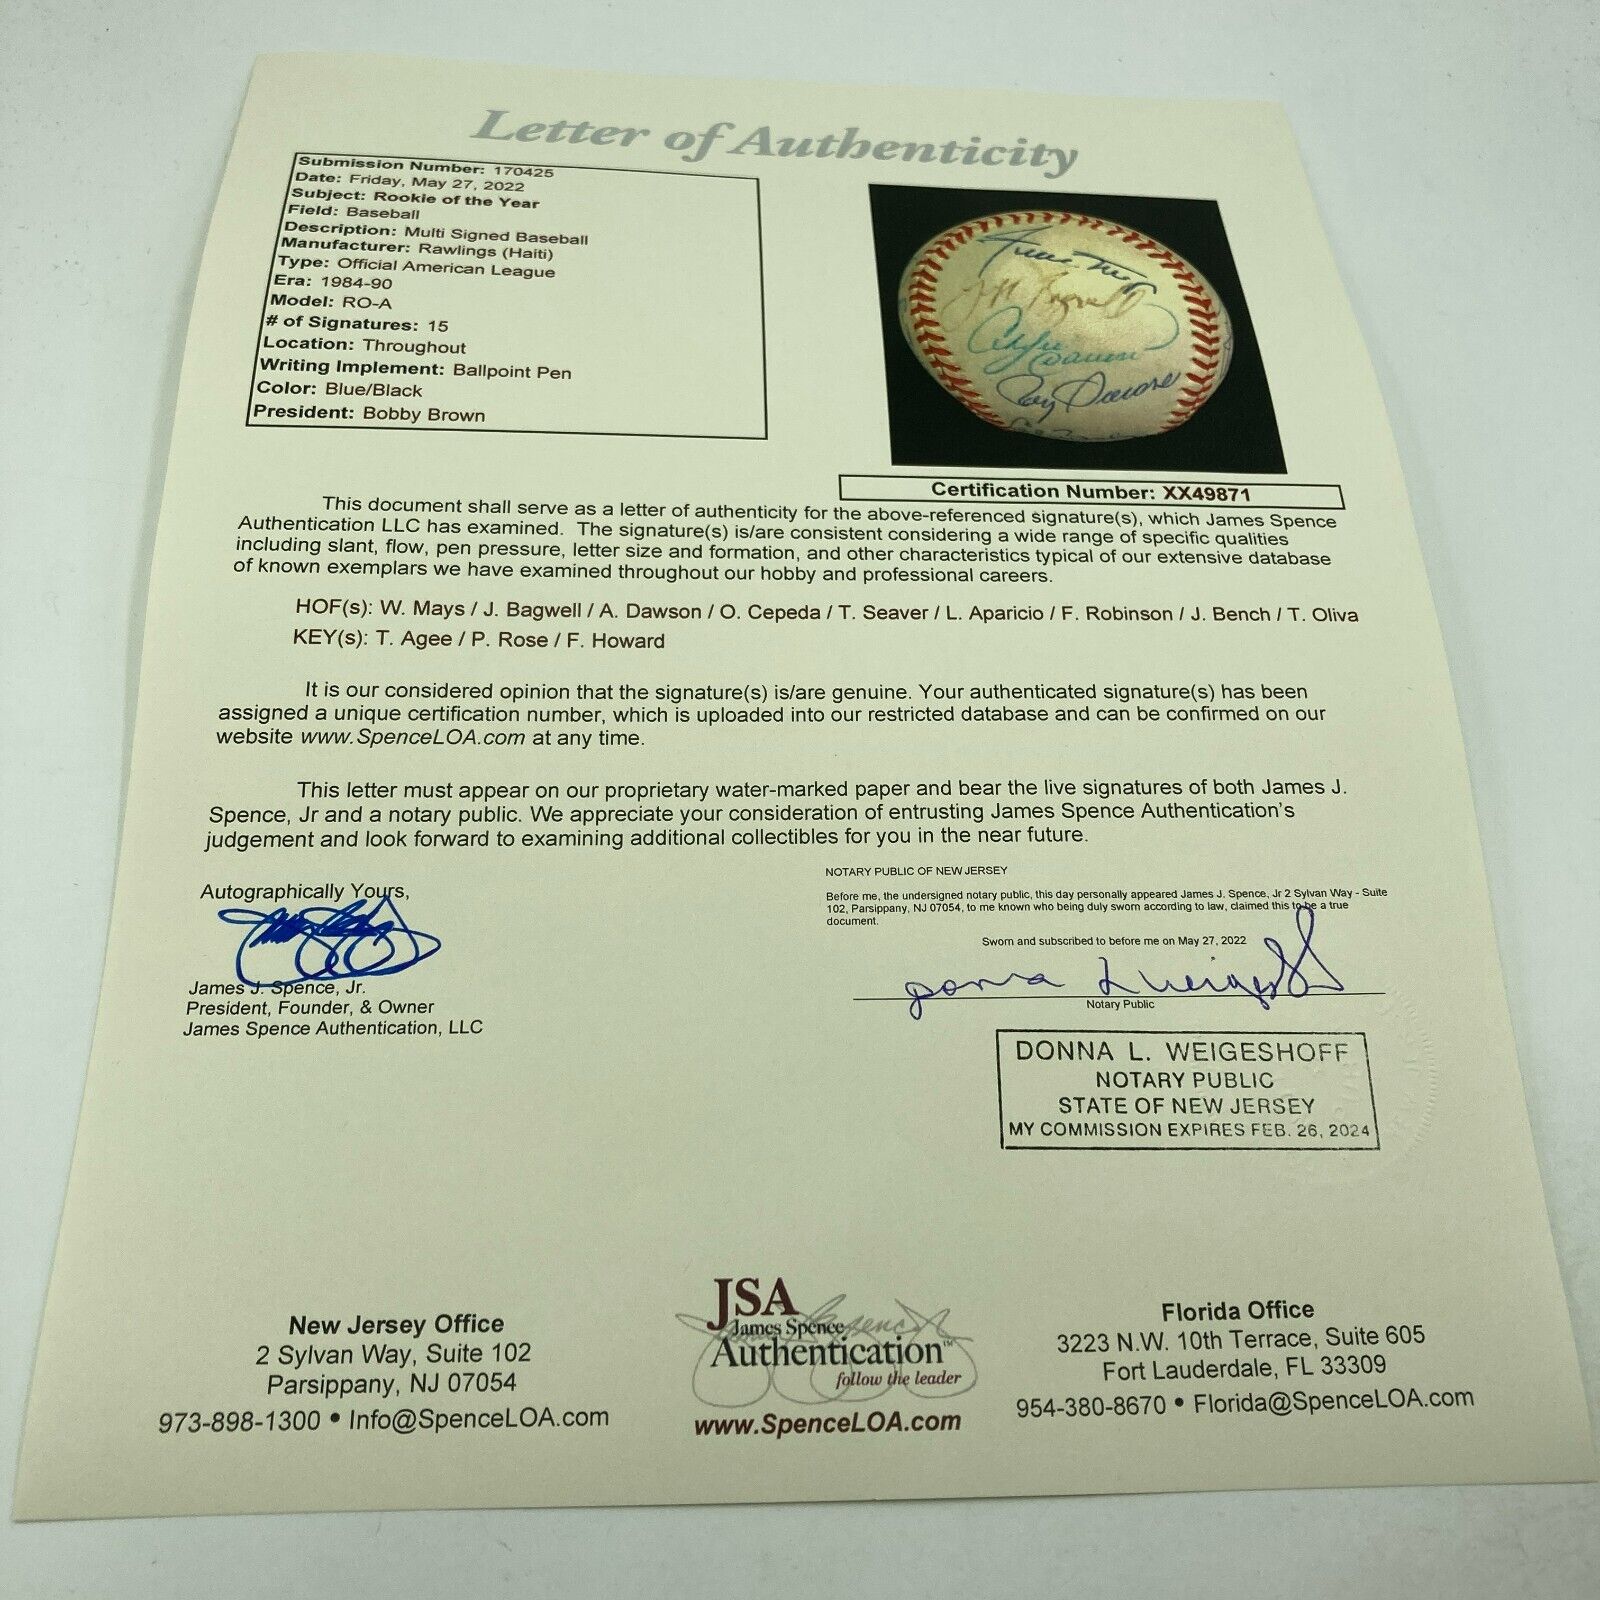 Letter of Authenticity
Submission Number: 170425
Date: Friday, May 27, 2022
Subject: Rookie of the Year
Field: Baseball
Description: Multi Signed Baseball
Manufacturer: Rawlings (Haiti)
Type: Official American League
Era: 1984-90
Model: RO-A
# of Signatures: 15
Location: Throughout
Writing Implement: Ballpoint Pen
Color: Blue/Black
President: Bobby Brown
Certification Number: XX49871
This document shall serve as a letter of authenticity for the above-referenced signature(s), which James Spence
Authentication LLC has examined. The signature(s) is/are consistent considering a wide range of specific qualities
including slant, flow, pen pressure, letter size and formation, and other characteristics typical of our extensive database
of known exemplars we have examined throughout our hobby and professional careers.
HOF(s): W. Mays / J. Bagwell / A. Dawson / O. Cepeda / T. Seaver / L. Aparicio / F. Robinson / J. Bench / T. Oliva
KEY(s): T. Agee / P. Rose / F. Howard
It is our considered opinion that the signature(s) is/are genuine. Your authenticated signature(s) has been
assigned a unique certification number, which is uploaded into our restricted database and can be confirmed on our
website www.SpenceLOA.com at any time.
This letter must appear on our proprietary water-marked paper and bear the live signatures of both James J.
Spence, Jr and a notary public. We appreciate your consideration of entrusting James Spence Authentication's
judgement and look forward to examining additional collectibles for you in the near future.
Autographically Yours,
James J. Spence, Jr.
President, Founder, & Owner
James Spence Authentication, LLC
NOTARY PUBLIC OF NEW JERSEY
Before me, the undersigned notary public, this day personally appeared James J. Spence, Jr 2 Sylvan Way - Suite
102, Parsippany, NJ 07054, to me known who being duly sworn according to law, claimed this to be a true
document.
Sworn and subscribed to before me on May 27, 2022
Donna L Weigeshoff
Notary Public
DONNA L. WEIGESHOFF
NOTARY PUBLIC
STATE OF NEW JERSEY
MY COMMISSION EXPIRES FEB. 26, 2024
New Jersey Office
2 Sylvan Way, Suite 102
Parsippany, NJ 07054
973-898-1300 • Info@SpenceLOA.com
JSA
James Spence
Authentication™
follow the leader
www.SpenceLOA.com
Florida Office
3223 N.W. 10th Terrace, Suite 605
Fort Lauderdale, FL 33309
954-380-8670 • Florida@SpenceLOA.com